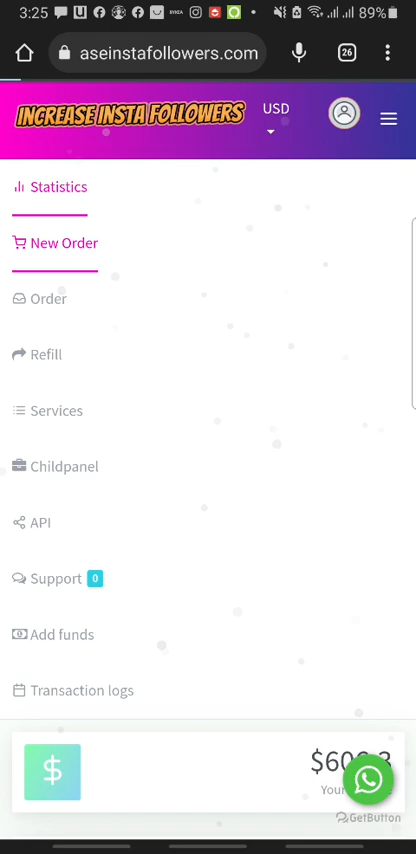 3:25 89%
aseinstafollowers.com 26
INCREASE INSTA FOLLOWERS USD
Statistics
New Order
Order
Refill
Services
Childpanel
API
Support 0
Add funds
Transaction logs
$ 
Your
GetButton